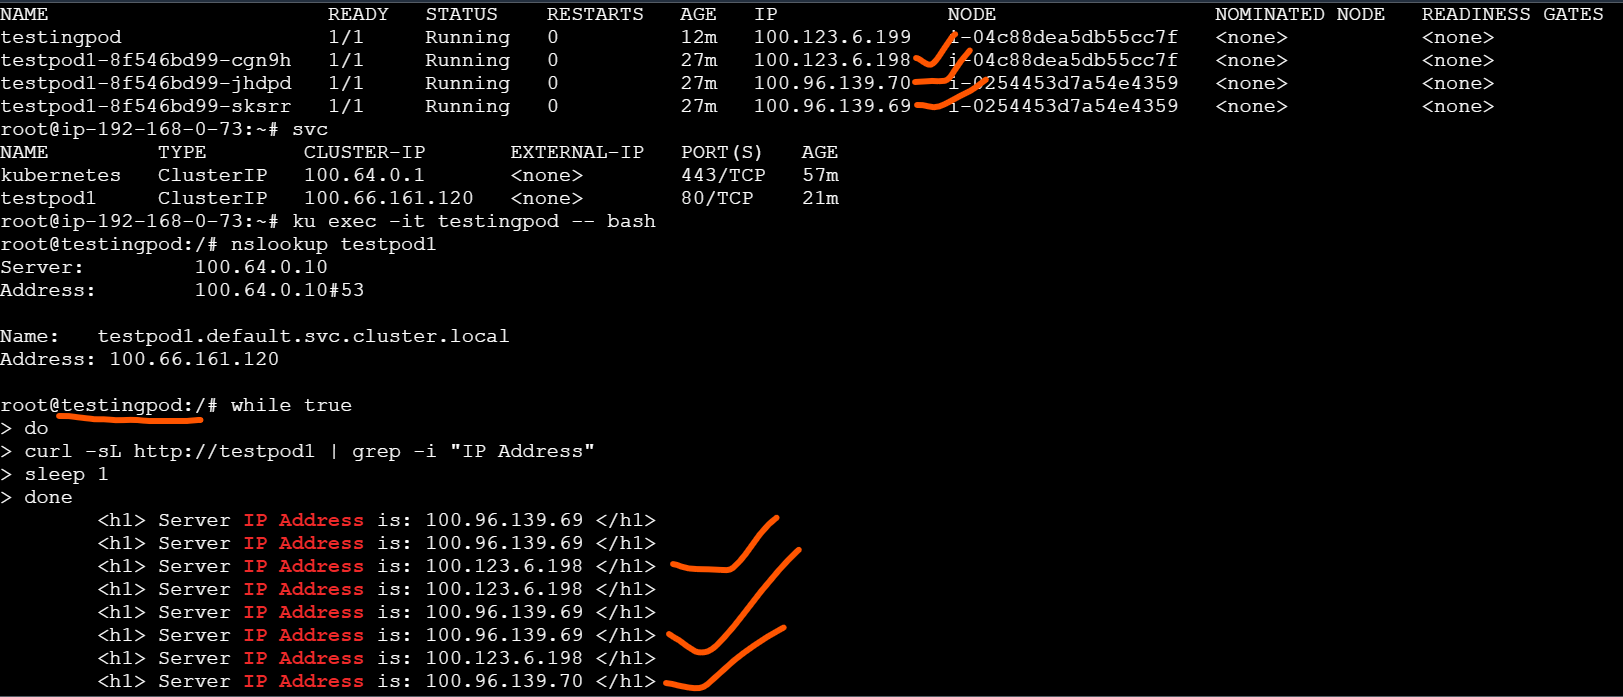 NAME READY STATUS RESTARTS AGE IP NODE NOMINATED NODE READINESS GATES
testingpod 1/1 Running 0 12m 100.123.6.199 i-04c88dea5db55cc7f <none> <none>
testpod1-8f546bd99-cgn9h 1/1 Running 0 27m 100.123.6.198 i-04c88dea5db55cc7f <none> <none>
testpod1-8f546bd99-jhdpd 1/1 Running 0 27m 100.96.139.70 i-0254453d7a54e4359 <none> <none>
testpod1-8f546bd99-sksrr 1/1 Running 0 27m 100.96.139.69 i-0254453d7a54e4359 <none> <none>
root@ip-192-168-0-73:~# svc
NAME TYPE CLUSTER-IP EXTERNAL-IP PORT(S) AGE
kubernetes ClusterIP 100.64.0.1 <none> 443/TCP 57m
testpod1 ClusterIP 100.66.161.120 <none> 80/TCP 21m
root@ip-192-168-0-73:~# ku exec -it testingpod -- bash
root@testingpod:/# nslookup testpod1
Server: 100.64.0.10
Address: 100.64.0.10#53
Name: testpod1.default.svc.cluster.local
Address: 100.66.161.120
root@testingpod:/# while true
> do
> curl -sL http://testpod1 | grep -i "IP Address"
> sleep 1
> done
<h1> Server IP Address is: 100.96.139.69 </h1>
<h1> Server IP Address is: 100.96.139.69 </h1>
<h1> Server IP Address is: 100.123.6.198 </h1>
<h1> Server IP Address is: 100.123.6.198 </h1>
<h1> Server IP Address is: 100.96.139.69 </h1>
<h1> Server IP Address is: 100.96.139.69 </h1>
<h1> Server IP Address is: 100.123.6.198 </h1>
<h1> Server IP Address is: 100.96.139.70 </h1>